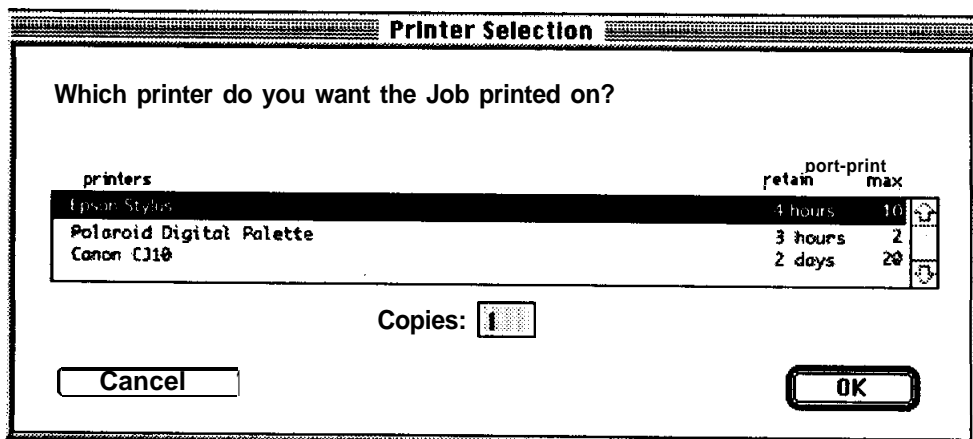 Printer Selection
Which printer do you want the Job printed on?
port-print
printers retain max
Epson Stylus 4 hours 10
Polaroid Digital Palette 3 hours 2
Canon CJ10 2 days 20
Copies: 1
Cancel OK